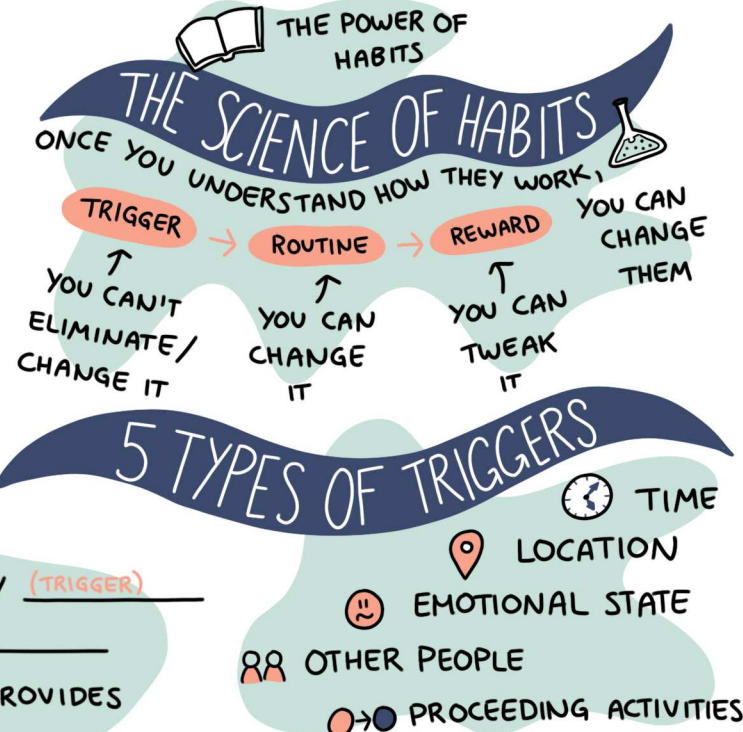 THE POWER OF
HABITS
THE SCIENCE OF HABITS
ONCE YOU UNDERSTAND HOW THEY WORK,
YOU CAN
CHANGE
THEM
TRIGGER → ROUTINE → REWARD
YOU CAN'T
ELIMINATE/
CHANGE IT
YOU CAN
CHANGE
IT
YOU CAN
TWEAK
IT
5 TYPES OF TRIGGERS
TIME
LOCATION
EMOTIONAL STATE
OTHER PEOPLE
PROCEEDING ACTIVITIES
(TRIGGER)
ROVIDES